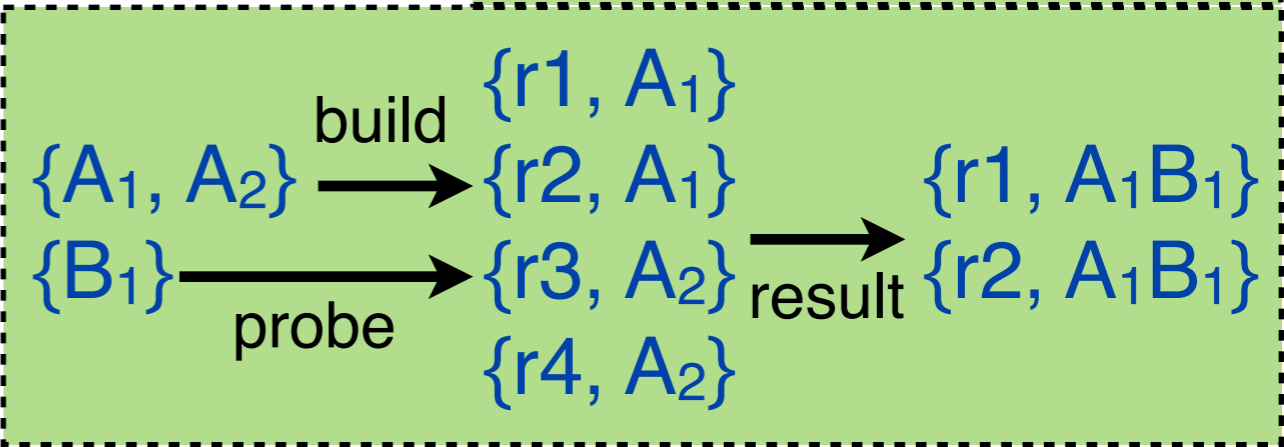 {r1, A₁}
build
{A₁, A₂} {r2, A₁} {r1, A₁B₁}
{B₁} {r3, A₂} {r2, A₁B₁}
probe result
{r4, A₂}